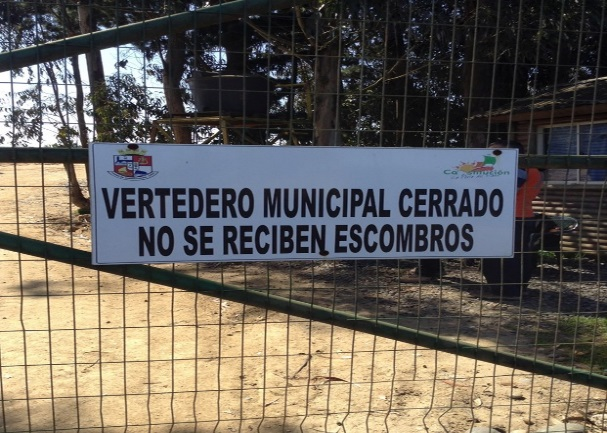 VERTEDERO MUNICIPAL CERRADO
NO SE RECIBEN ESCOMBROS